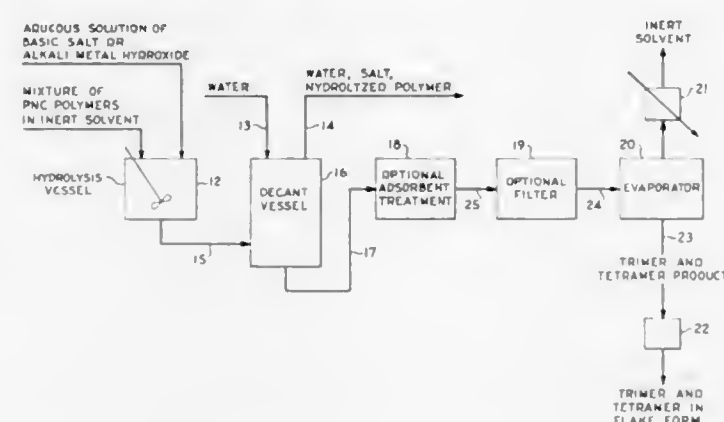 AQUCOUS SOLUTION OF
BASIC SALT OR
ALKALI METAL HYDROXIDE
MIXTURE OF
PNC POLYMERS
IN INERT SOLVENT
HYDROLYSIS
VESSEL
12
15
WATER
13
WATER, SALT,
NYDROLTZED POLYMER
14
16
DECANT
VESSEL
17
18
OPTIONAL
ADSORBENT
TREATMENT
25
19
OPTIONAL
FILTER
24
INERT
SOLVENT
21
20
EVAPORATOR
23
TRIMER AND
TETRAMER PRODUCT
22
TRIMER AND
TETRAMER IN
FLAKE FORM